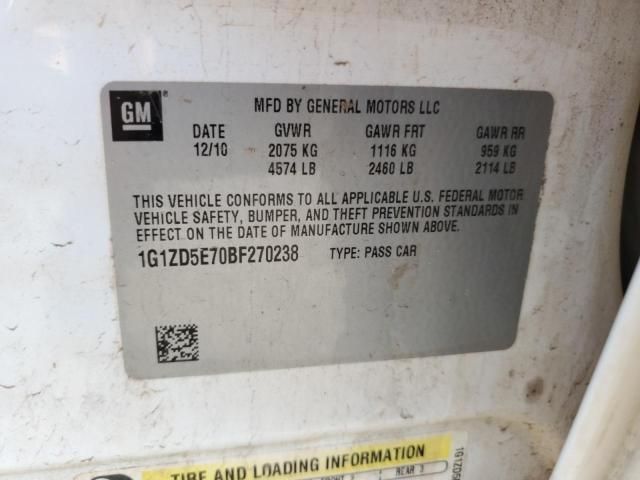 GM
MFD BY GENERAL MOTORS LLC
DATE GVWR GAWR FRT GAWR RR
12/10 2075 KG 1116 KG 959 KG
4574 LB 2460 LB 2114 LB
THIS VEHICLE CONFORMS TO ALL APPLICABLE U.S. FEDERAL MOTOR
VEHICLE SAFETY, BUMPER, AND THEFT PREVENTION STANDARDS IN
EFFECT ON THE DATE OF MANUFACTURE SHOWN ABOVE.
1G1ZD5E70BF270238 TYPE: PASS CAR
TIRE AND LOADING INFORMATION
REAR 3
1G1ZD5